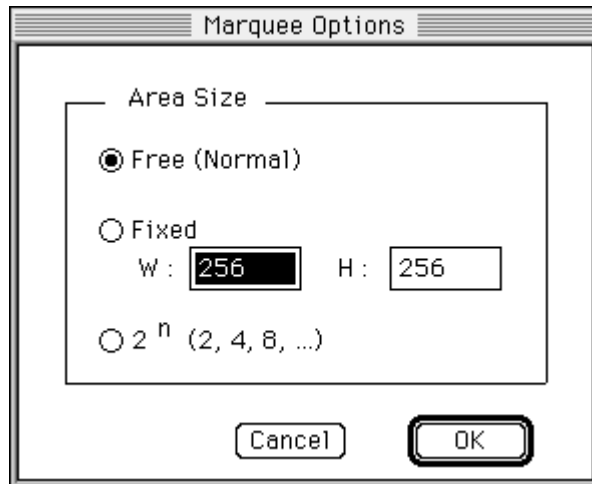 Marquee Options
Area Size
Free (Normal)
Fixed
W : 256 H : 256
2 n (2, 4, 8, ...)
Cancel OK